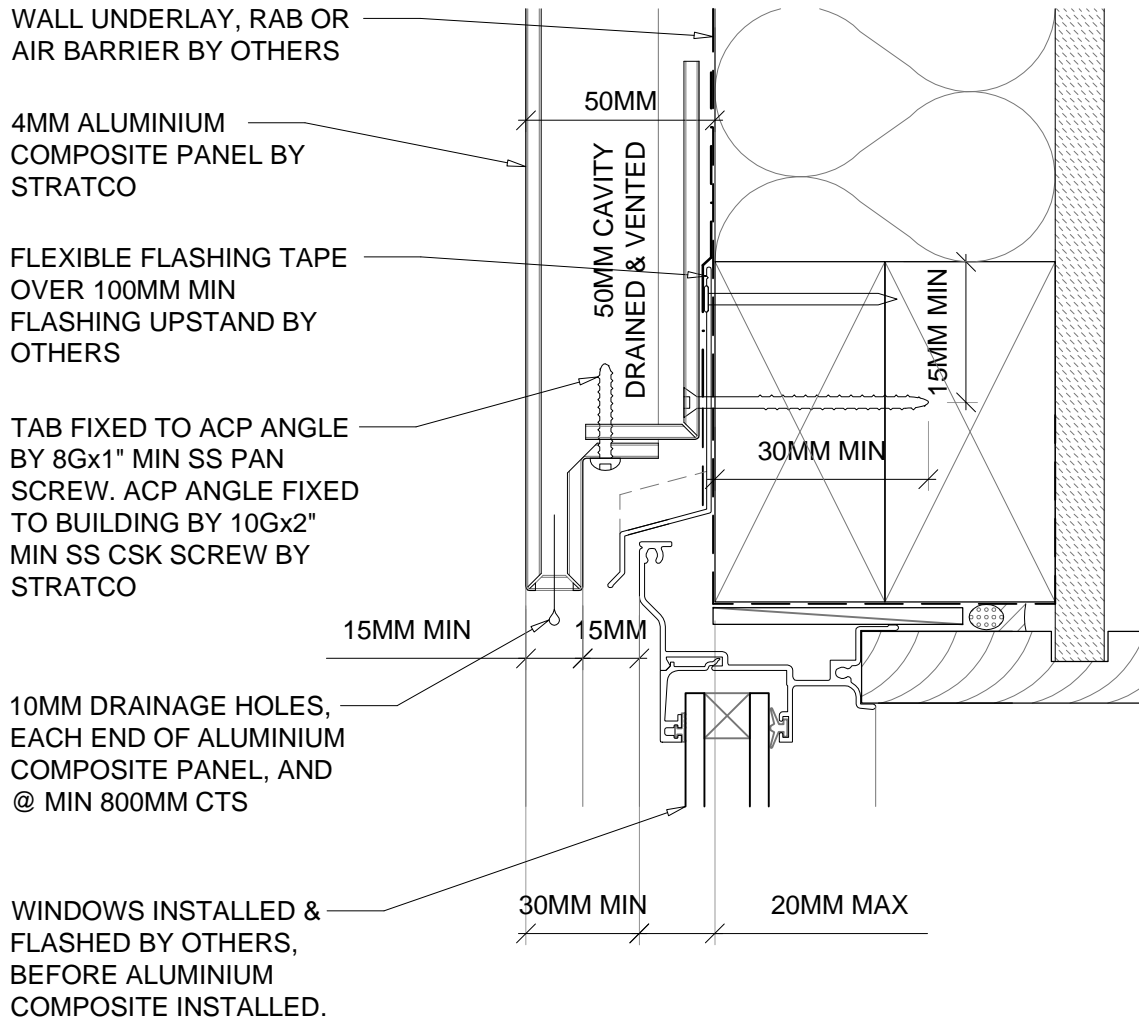 WALL UNDERLAY, RAB OR
AIR BARRIER BY OTHERS
4MM ALUMINIUM
COMPOSITE PANEL BY
STRATCO
FLEXIBLE FLASHING TAPE
OVER 100MM MIN
FLASHING UPSTAND BY
OTHERS
TAB FIXED TO ACP ANGLE
BY 8Gx1" MIN SS PAN
SCREW. ACP ANGLE FIXED
TO BUILDING BY 10Gx2"
MIN SS CSK SCREW BY
STRATCO
10MM DRAINAGE HOLES,
EACH END OF ALUMINIUM
COMPOSITE PANEL, AND
@ MIN 800MM CTS
WINDOWS INSTALLED &
FLASHED BY OTHERS,
BEFORE ALUMINIUM
COMPOSITE INSTALLED.
50MM
50MM CAVITY
DRAINED & VENTED
15MM MIN
30MM MIN
15MM MIN
15MM
30MM MIN
20MM MAX